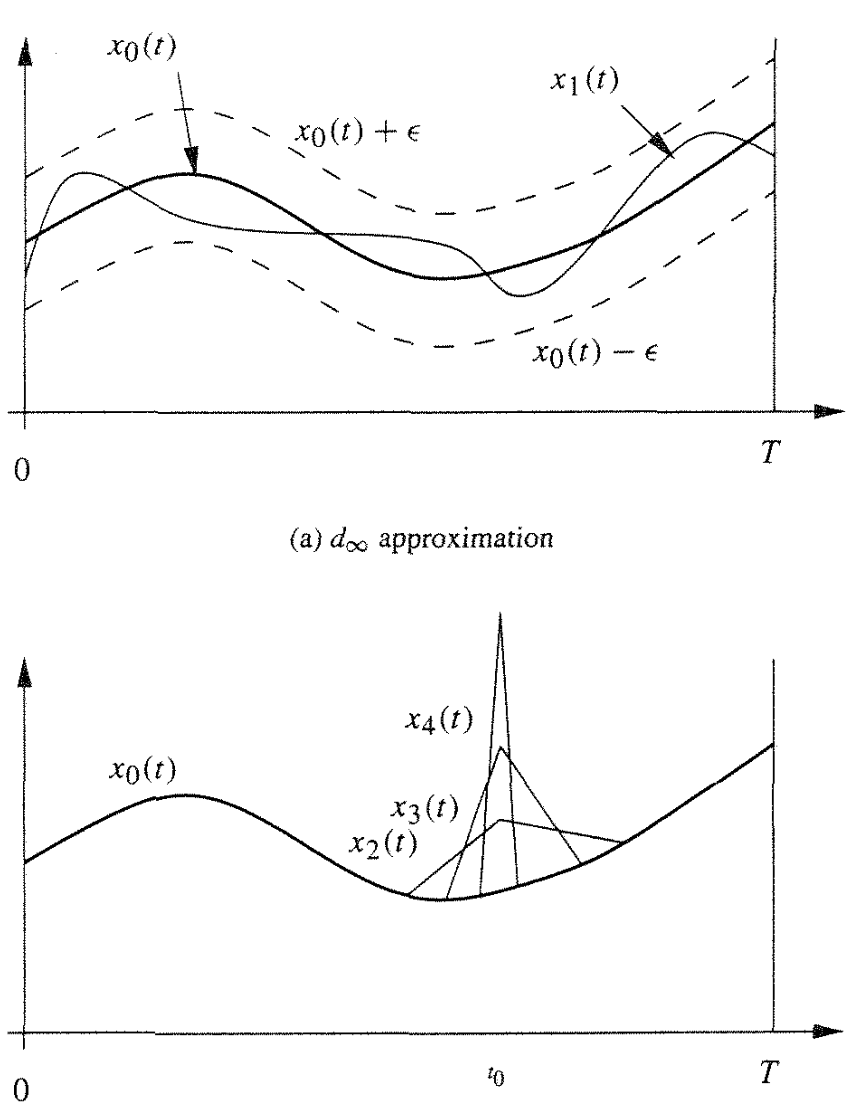 x₀(t)
x₁(t)
x₀(t) + ϵ
x₀(t) − ϵ
0
T
(a) d∞ approximation
x₄(t)
x₀(t)
x₃(t)
x₂(t)
0
t₀
T